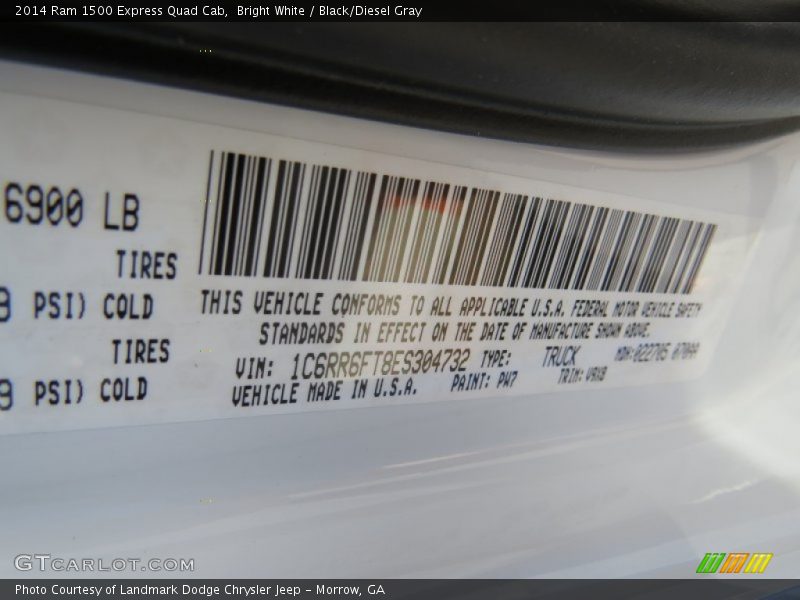 2014 Ram 1500 Express Quad Cab,  Bright White / Black/Diesel Gray
6900 LB
TIRES
PSI) COLD
TIRES
PSI) COLD
THIS VEHICLE CONFORMS TO ALL APPLICABLE U.S.A. FEDERAL MOTOR VEHICLE SAFETY
STANDARDS IN EFFECT ON THE DATE OF MANUFACTURE SHOWN ABOVE.
VIN: 1C6RR6FT8ES304732 TYPE: TRUCK
VEHICLE MADE IN U.S.A. PAINT: PW7 TRIM:
GTCARLOT.COM
Photo Courtesy of Landmark Dodge Chrysler Jeep - Morrow, GA